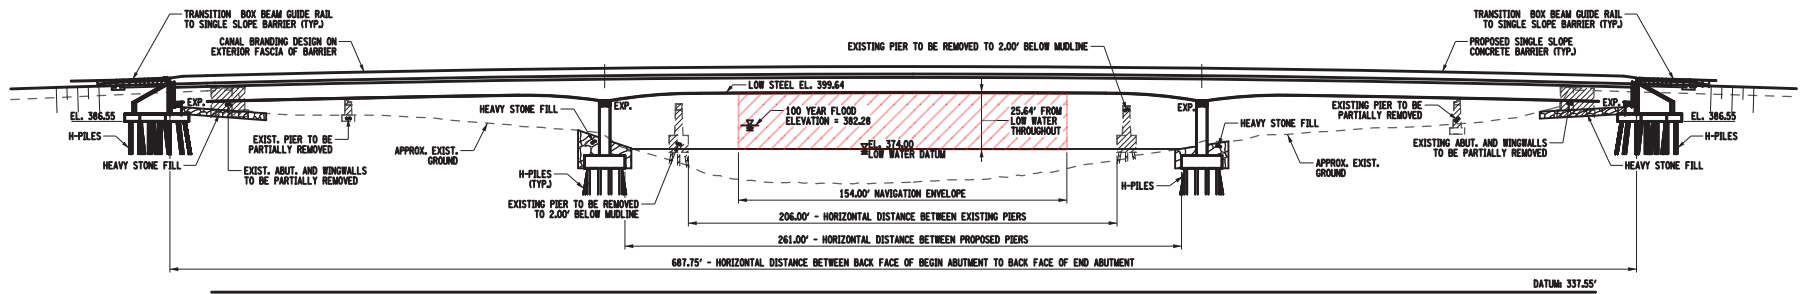 TRANSITION BOX BEAM GUIDE RAIL
TO SINGLE SLOPE BARRIER (TYP.)
CANAL BRANDING DESIGN ON
EXTERIOR FASCIA OF BARRIER
EXISTING PIER TO BE REMOVED TO 2.00' BELOW MUDLINE
TRANSITION BOX BEAM GUIDE RAIL
TO SINGLE SLOPE BARRIER (TYP.)
PROPOSED SINGLE SLOPE
CONCRETE BARRIER (TYP.)
LOW STEEL EL. 399.64
EXP.
HEAVY STONE FILL
EXP.
100 YEAR FLOOD
ELEVATION = 382.28
25.64' FROM
LOW WATER
THROUGHOUT
EXP.
EXISTING PIER TO BE
PARTIALLY REMOVED
EXP.
EL. 386.55
H-PILES
EXIST. PIER TO BE
PARTIALLY REMOVED
APPROX. EXIST.
GROUND
EL. 374.00
LOW WATER DATUM
HEAVY STONE FILL
EL. 386.55
H-PILES
EXISTING ABUT. AND WINGWALLS
TO BE PARTIALLY REMOVED
HEAVY STONE FILL
EXIST. ABUT. AND WINGWALLS
TO BE PARTIALLY REMOVED
H-PILES
(TYP.)
H-PILES
APPROX. EXIST.
GROUND
HEAVY STONE FILL
EXISTING PIER TO BE REMOVED
TO 2.00' BELOW MUDLINE
154.00' NAVIGATION ENVELOPE
206.00' - HORIZONTAL DISTANCE BETWEEN EXISTING PIERS
261.00' - HORIZONTAL DISTANCE BETWEEN PROPOSED PIERS
687.75' - HORIZONTAL DISTANCE BETWEEN BACK FACE OF BEGIN ABUTMENT TO BACK FACE OF END ABUTMENT
DATUM: 337.55'